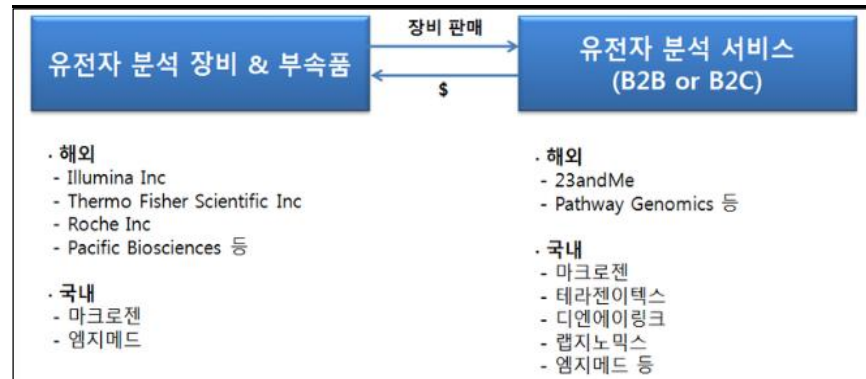 유전자 분석 장비 & 부속품
장비 판매
$
유전자 분석 서비스
(B2B or B2C)
· 해외
- Illumina Inc
- Thermo Fisher Scientific Inc
- Roche Inc
- Pacific Biosciences 등
· 국내
- 마크로젠
- 엠지메드
· 해외
- 23andMe
- Pathway Genomics 등
· 국내
- 마크로젠
- 테라젠이텍스
- 디엔에이링크
- 랩지노믹스
- 엠지메드 등